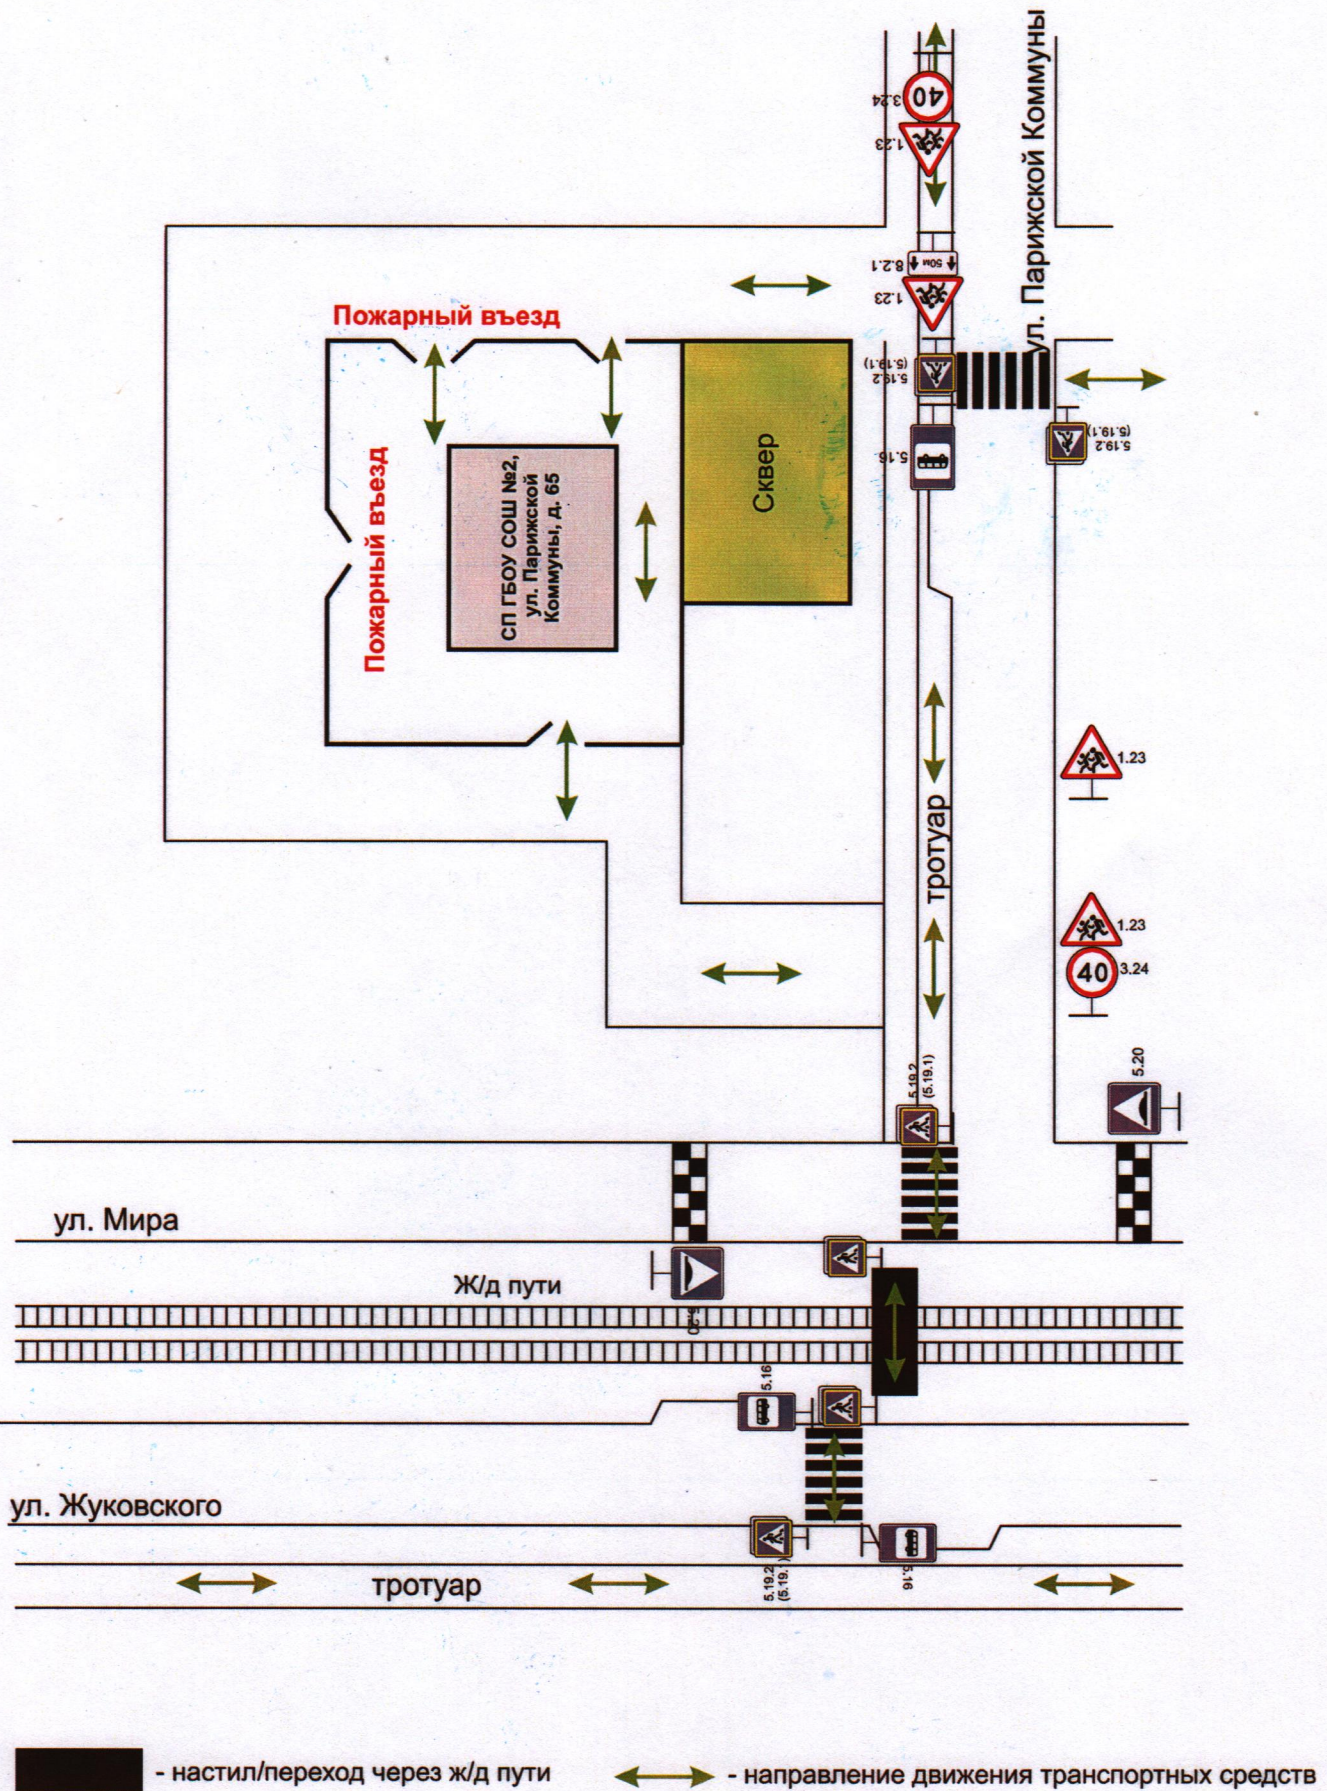 ул. Парижской Коммуны
40
3.24
1.23
8.2.1
50м
1.23
Пожарный въезд
5.19.2
(5.19.1)
5.19.2
(5.19.1)
5.16
Сквер
Пожарный въезд
СП ГБОУ СОШ №2,
ул. Парижской
Коммуны, д. 65
1.23
тротуар
1.23
40
3.24
5.20
5.19.2
(5.19.1)
ул. Мира
Ж/д пути
5.20
5.16
ул. Жуковского
5.19.2
5.16
тротуар
- настил/переход через ж/д пути
- направление движения транспортных средств